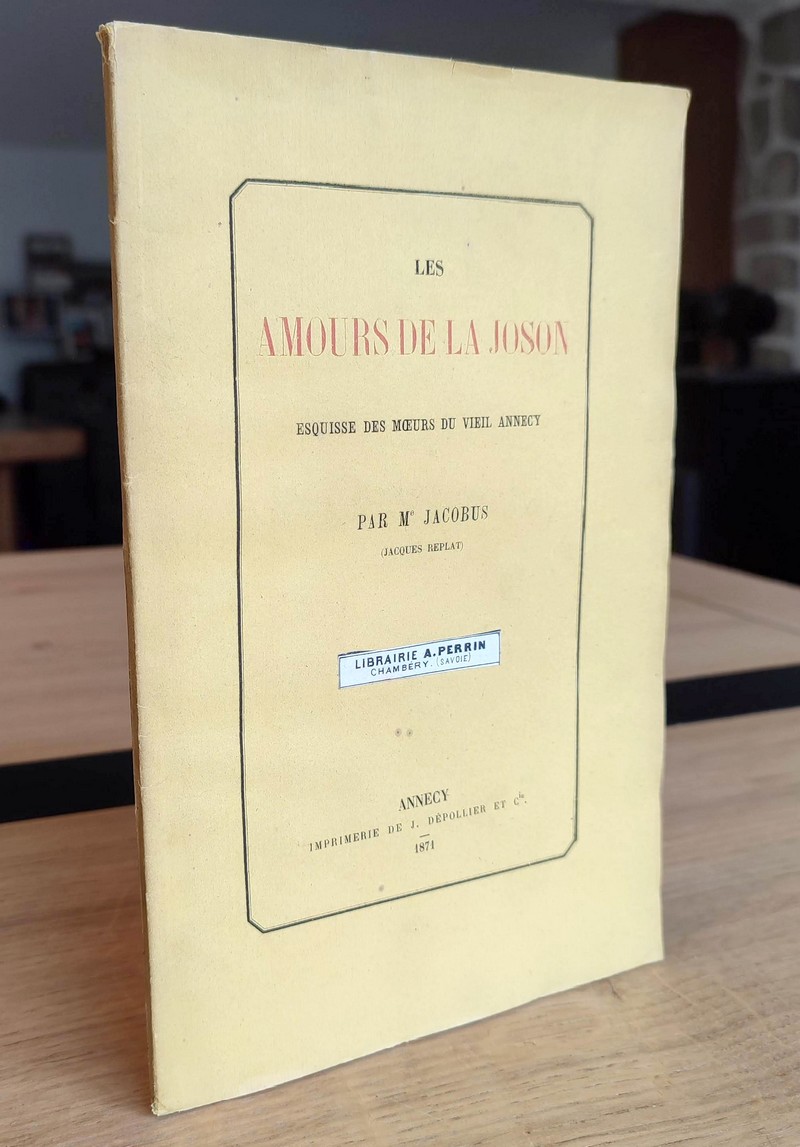 LES
AMOURS DE LA JOSON
ESQUISSE DES MŒURS DU VIEIL ANNECY
PAR Me JACOBUS
(JACQUES REPLAT)
LIBRAIRIE A. PERRIN
CHAMBÉRY. (SAVOIE)
ANNECY
IMPRIMERIE DE J. DÉPOLLIER ET Cie.
1871